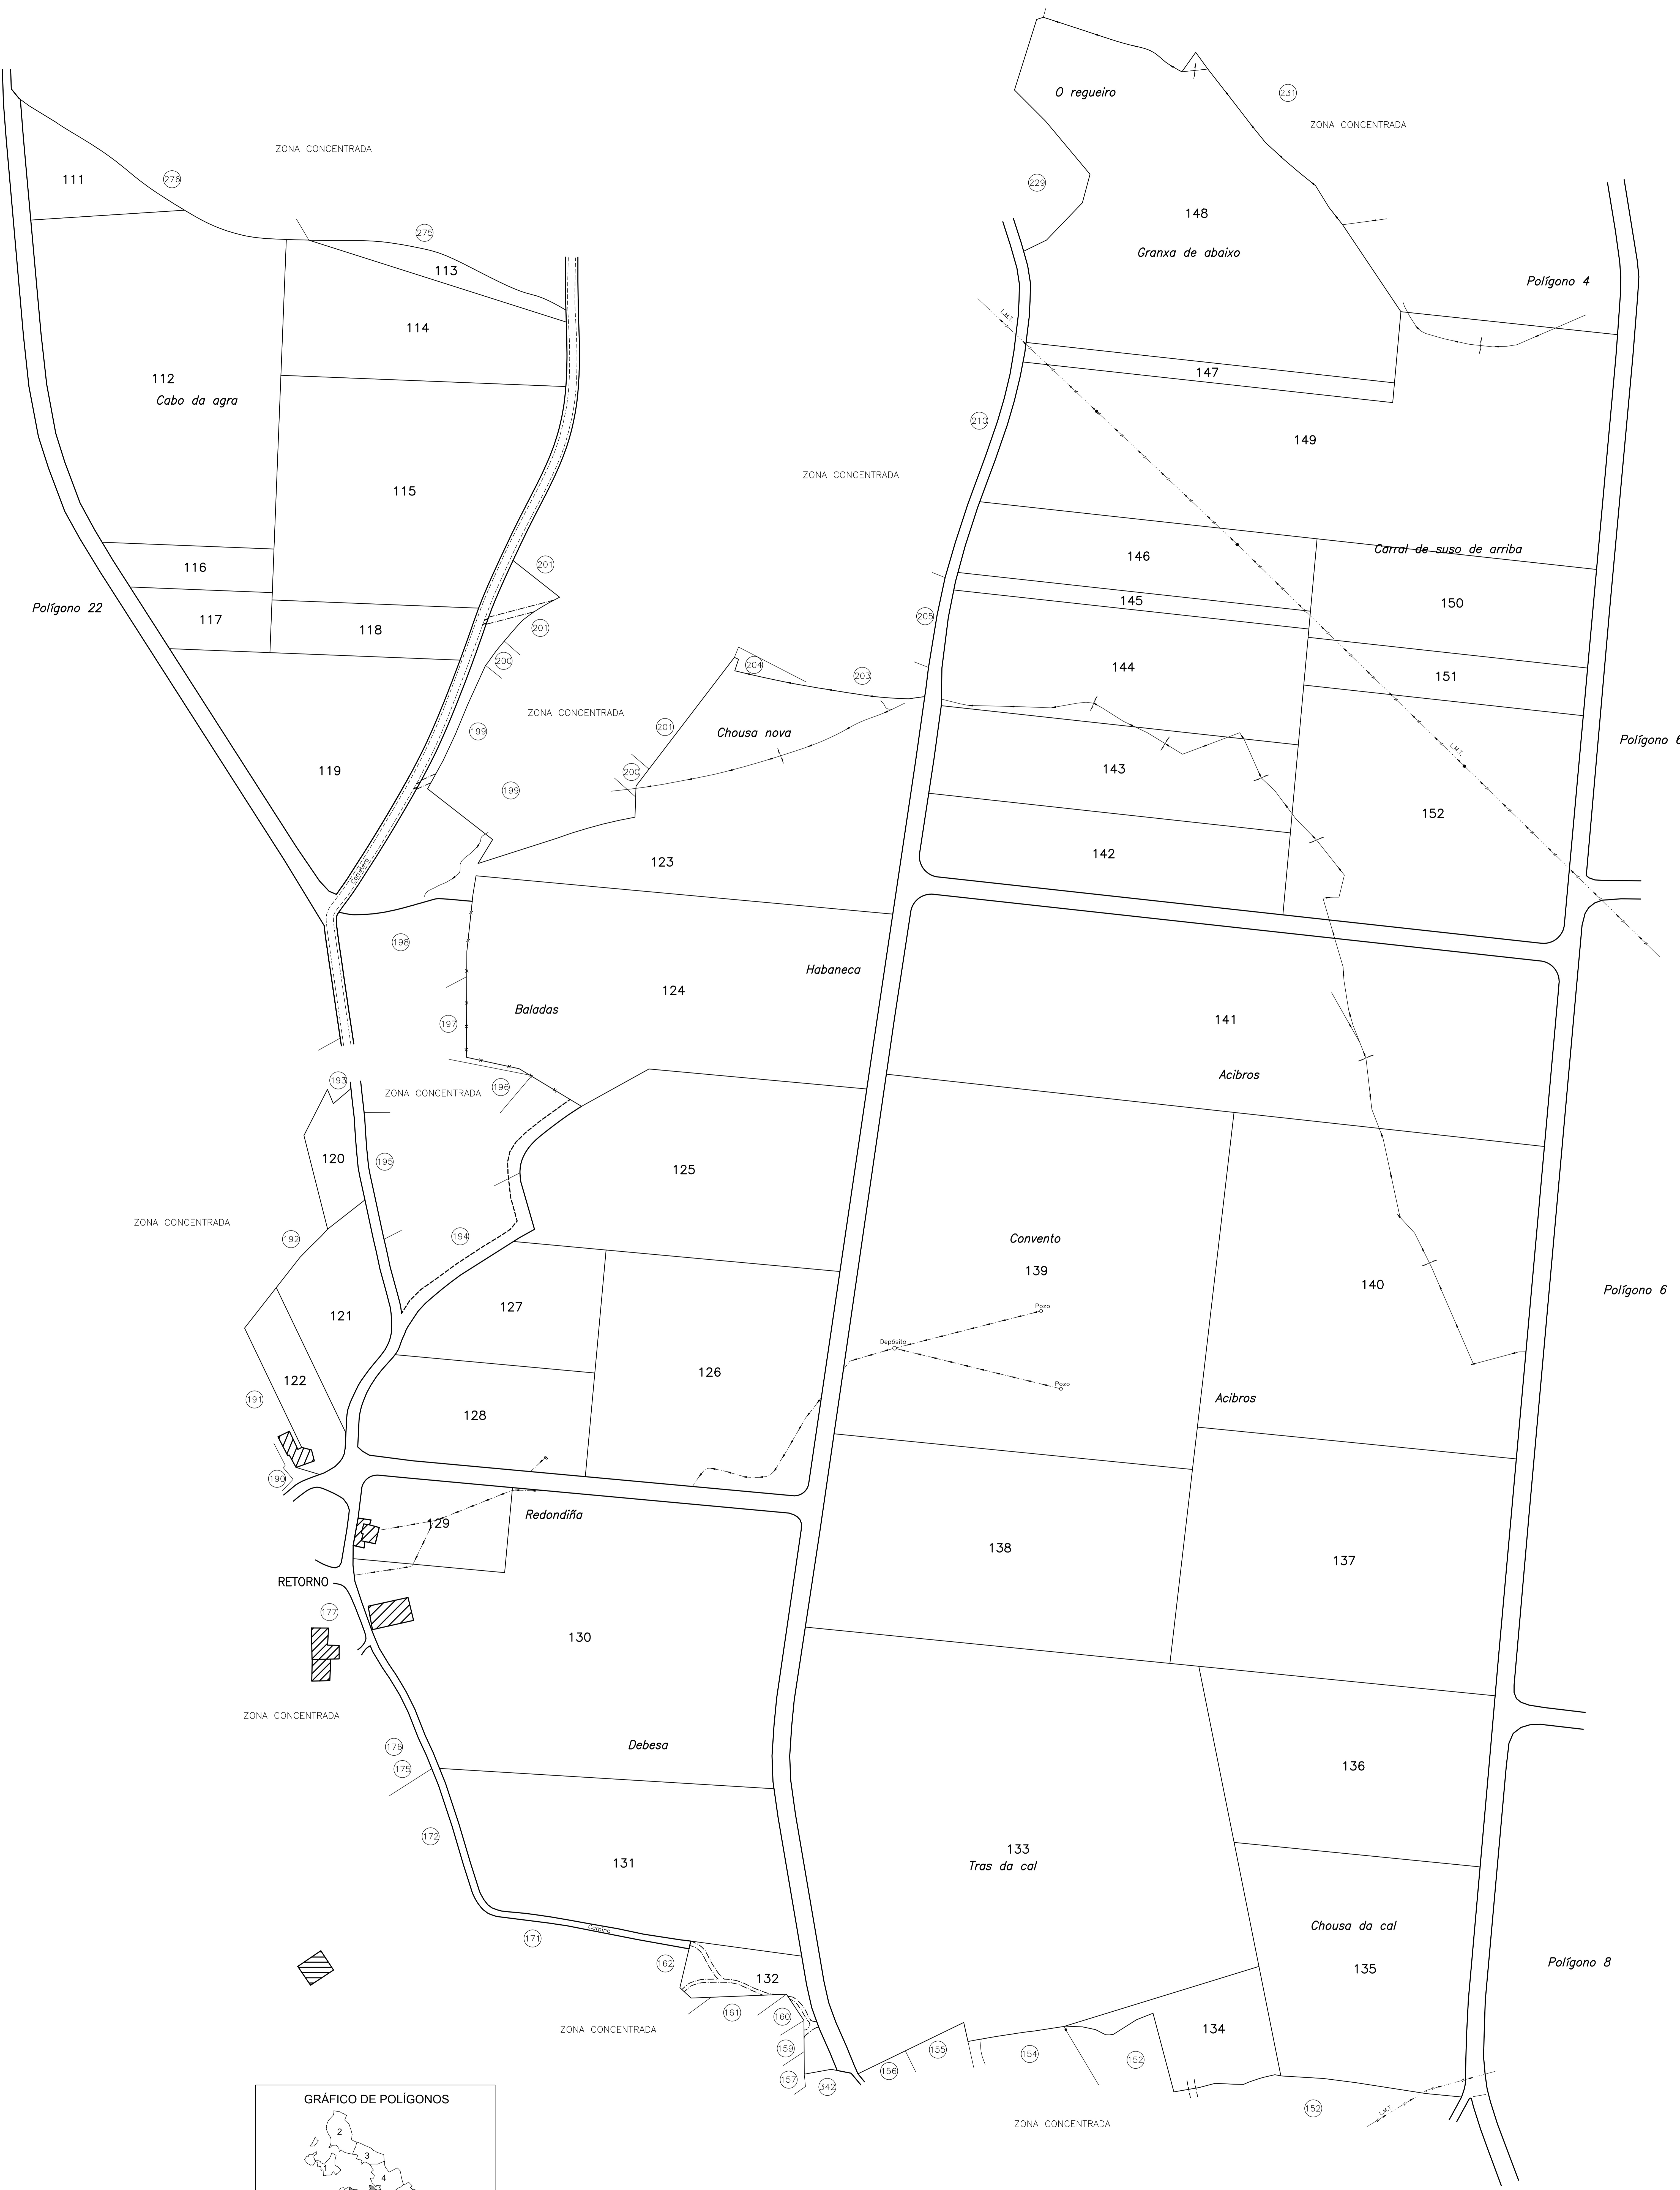 O regueiro
231
ZONA CONCENTRADA
ZONA CONCENTRADA
111
276
229
148
275
Granxa de abaixo
113
Polígono 4
L.M.T.
114
147
112
Cabo da agra
210
149
ZONA CONCENTRADA
115
146
Carral de suso de arriba
116
201
145
150
Polígono 22
117
205
118
201
200
204
144
203
151
ZONA CONCENTRADA
199
201
Chousa nova
Polígono 6
L.M.T.
119
200
143
199
152
Carretera
123
142
198
Habaneca
124
Baladas
197
141
193
ZONA CONCENTRADA
196
Acibros
120
195
125
ZONA CONCENTRADA
192
194
Convento
139
140
Polígono 6
127
Pozo
121
Depósito
126
122
Pozo
191
Acibros
128
190
Redondiña
129
138
137
RETORNO
177
130
ZONA CONCENTRADA
176
Debesa
175
136
172
133
131
Tras da cal
Chousa da cal
Camino
171
162
Polígono 8
132
135
161
160
ZONA CONCENTRADA
134
159
155
154
156
152
157
342
152
L.M.T.
ZONA CONCENTRADA
GRÁFICO DE POLÍGONOS
2
3
1
4